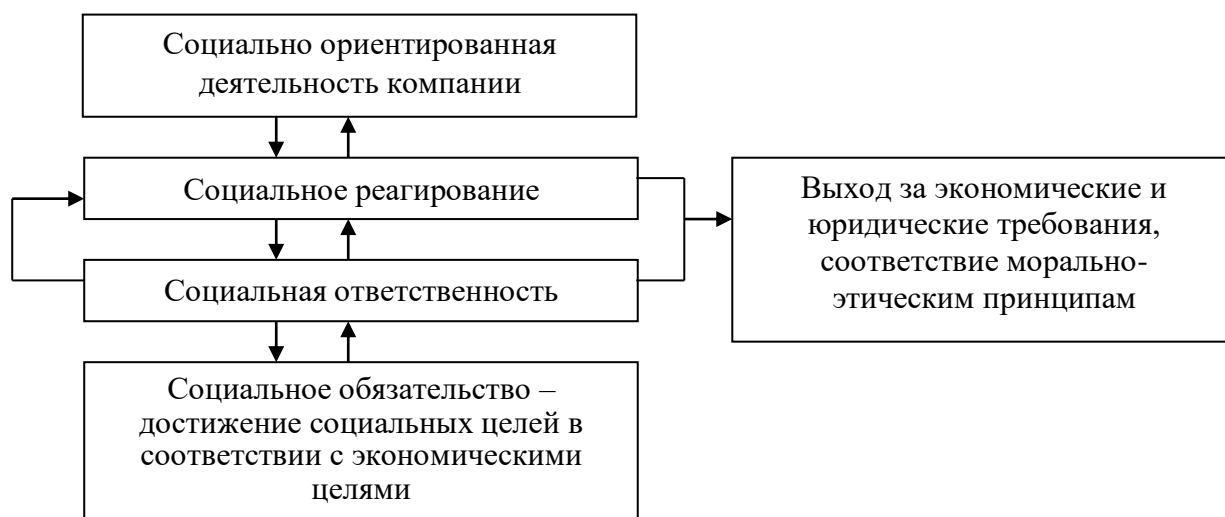 Социально ориентированная
деятельность компании
Социальное реагирование
Социальная ответственность
Социальное обязательство –
достижение социальных целей в
соответствии с экономическими
целями
Выход за экономические и
юридические требования,
соответствие морально-
этическим принципам